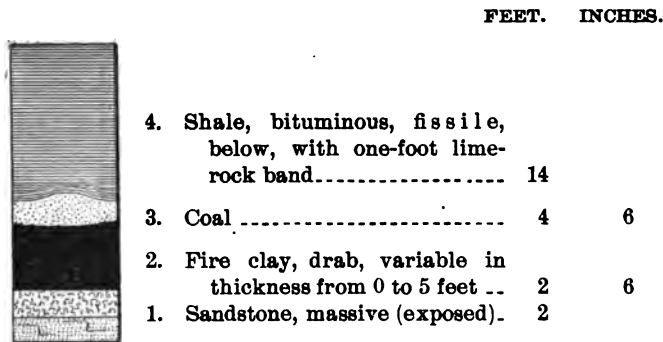 FEET. INCHES.
4. Shale, bituminous, fissile,
below, with one-foot lime-
rock band------------------ 14
3. Coal ------------------------- 4 6
2. Fire clay, drab, variable in
thickness from 0 to 5 feet -- 2 6
1. Sandstone, massive (exposed)- 2